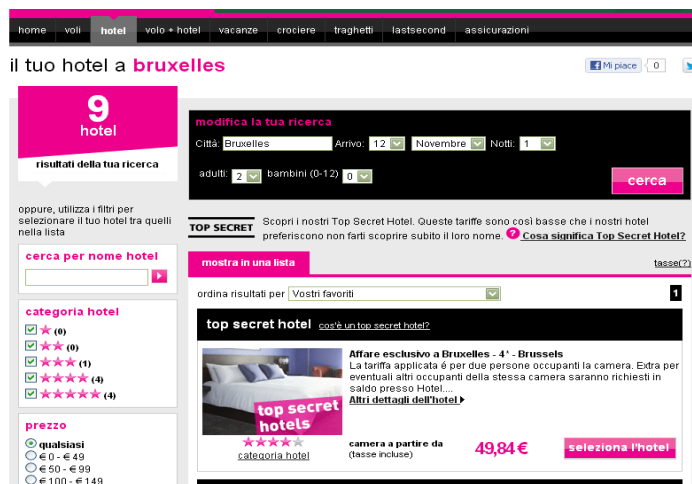 home voli hotel volo + hotel vacanze crociere traghetti lastsecond assicurazioni
il tuo hotel a bruxelles
Mi piace 0
9
hotel
risultati della tua ricerca
oppure, utilizza i filtri per
selezionare il tuo hotel tra quelli
nella lista
cerca per nome hotel
categoria hotel
(0)
(0)
(1)
(4)
(4)
prezzo
qualsiasi
€ 0 - € 49
€ 50 - € 99
€ 100 - € 149
modifica la tua ricerca
Città: Bruxelles Arrivo: 12 Novembre Notti: 1
adulti: 2 bambini (0-12) 0
cerca
TOP SECRET
Scopri i nostri Top Secret Hotel. Queste tariffe sono così basse che i nostri hotel
preferiscono non farti scoprire subito il loro nome. ? Cosa significa Top Secret Hotel?
mostra in una lista
tasse(?)
ordina risultati per Vostri favoriti 1
top secret hotel cos'è un top secret hotel?
top secret
hotels
categoria hotel
Affare esclusivo a Bruxelles - 4* - Brussels
La tariffa applicata é per due persone occupanti la camera. Extra per
eventuali altri occupanti della stessa camera saranno richiesti in
saldo presso Hotel....
Altri dettagli dell'hotel
camera a partire da
(tasse incluse)
49,84 €
seleziona l'hotel